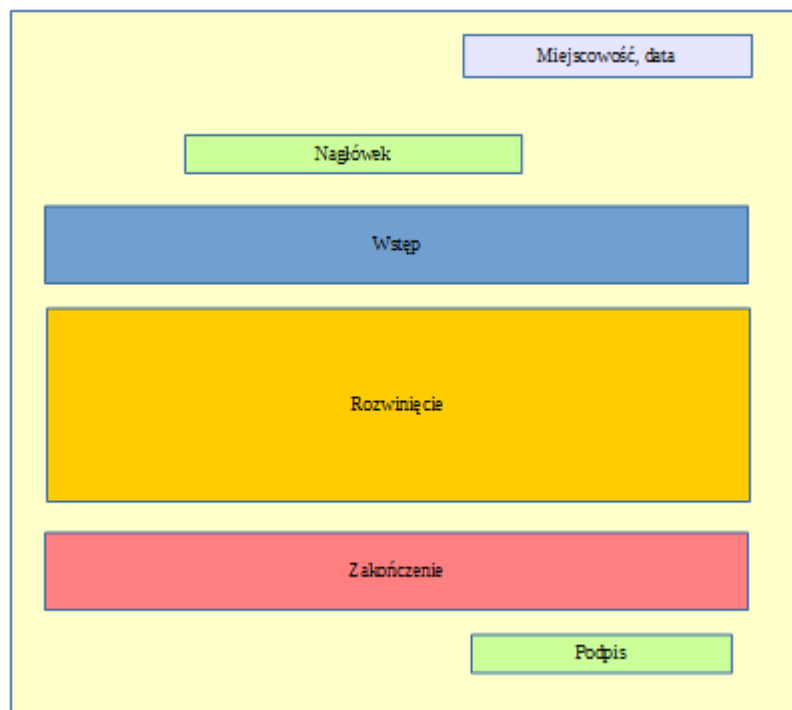 Miejscowość, data
Nagłówek
Wstęp
Rozwinięcie
Zakończenie
Podpis